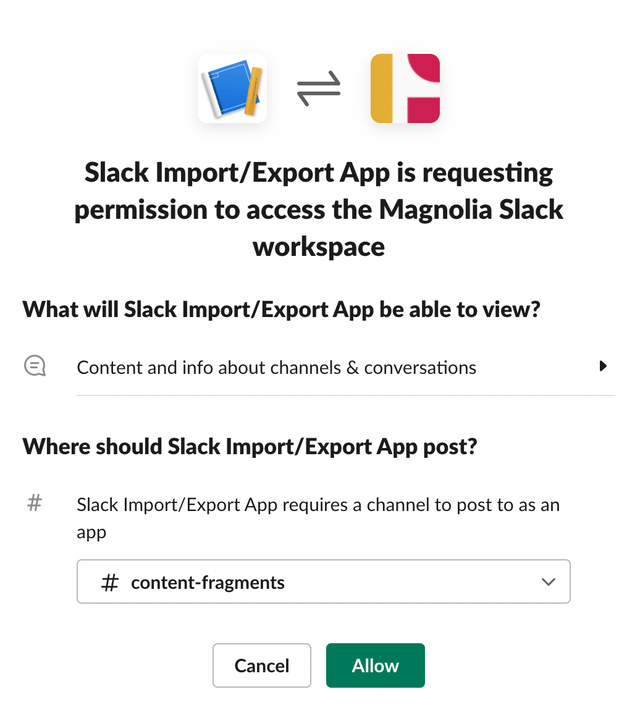 Slack Import/Export App is requesting
permission to access the Magnolia Slack
workspace
What will Slack Import/Export App be able to view?
Content and info about channels & conversations
Where should Slack Import/Export App post?
# Slack Import/Export App requires a channel to post to as an
app
# content-fragments
Cancel Allow